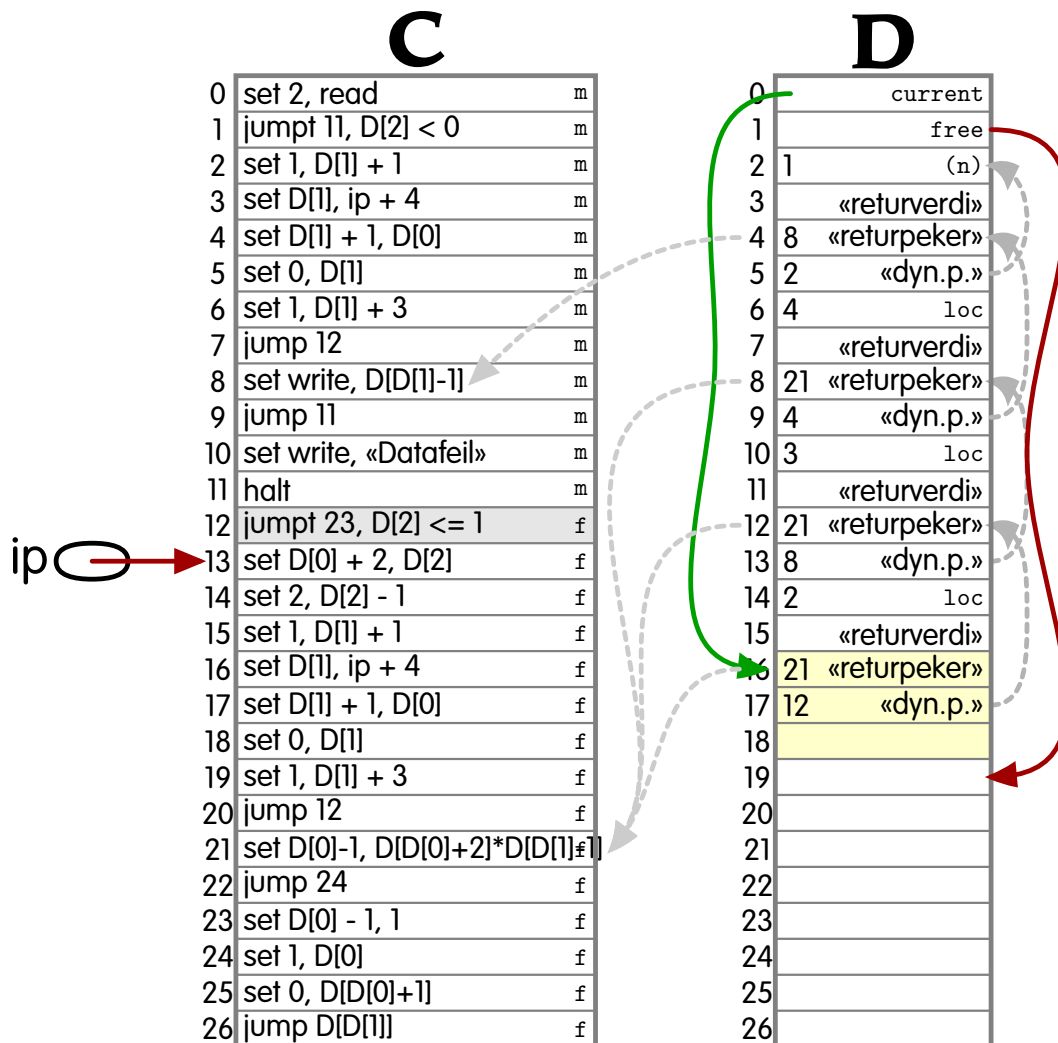 C D
0 set 2, read m
1 jumpt 11, D[2] < 0 m
2 set 1, D[1] + 1 m
3 set D[1], ip + 4 m
4 set D[1] + 1, D[0] m
5 set 0, D[1] m
6 set 1, D[1] + 3 m
7 jump 12 m
8 set write, D[D[1]-1] m
9 jump 11 m
10 set write, «Datafeil» m
11 halt m
12 jumpt 23, D[2] <= 1 f
ip 13 set D[0] + 2, D[2] f
14 set 2, D[2] - 1 f
15 set 1, D[1] + 1 f
16 set D[1], ip + 4 f
17 set D[1] + 1, D[0] f
18 set 0, D[1] f
19 set 1, D[1] + 3 f
20 jump 12 f
21 set D[0]-1, D[D[0]+2]*D[D[1]+1] f
22 jump 24 f
23 set D[0] - 1, 1 f
24 set 1, D[0] f
25 set 0, D[D[0]+1] f
26 jump D[D[1]] f
0 current
1 free
2 1 (n)
3 «returverdi»
4 8 «returpeker»
5 2 «dyn.p.»
6 4 loc
7 «returverdi»
8 21 «returpeker»
9 4 «dyn.p.»
10 3 loc
11 «returverdi»
12 21 «returpeker»
13 8 «dyn.p.»
14 2 loc
15 «returverdi»
16 21 «returpeker»
17 12 «dyn.p.»
18
19
20
21
22
23
24
25
26